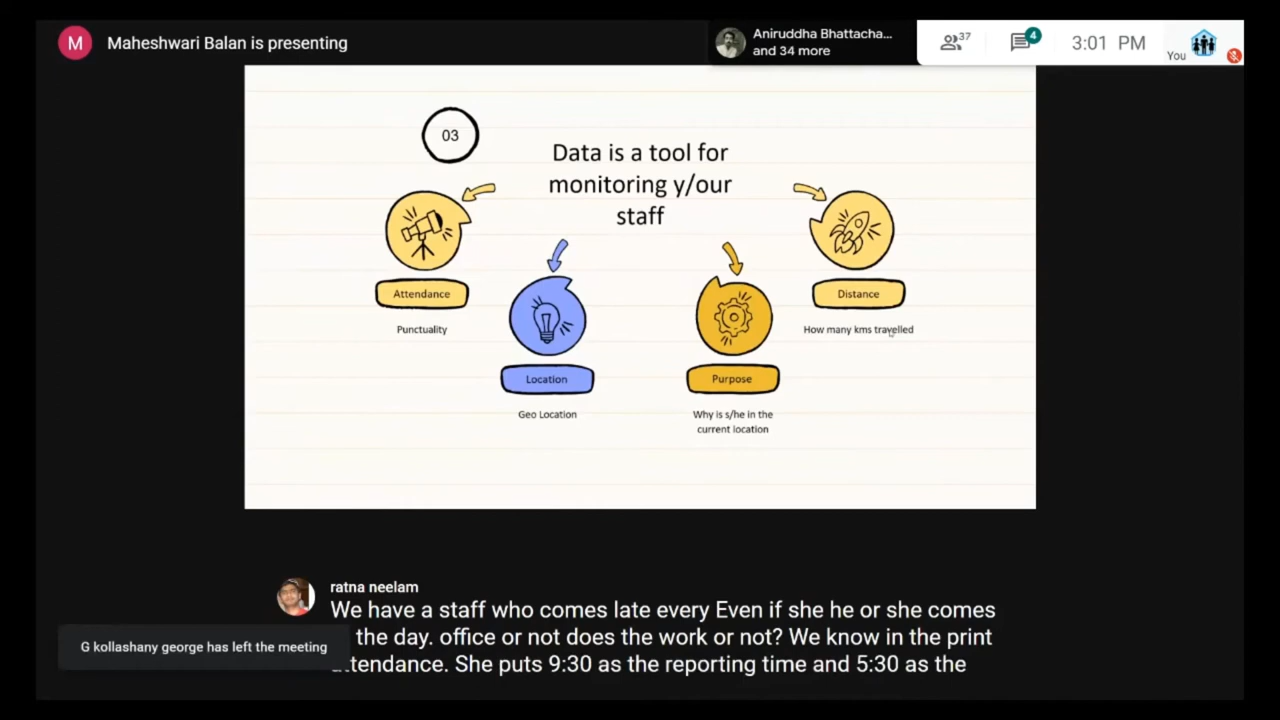 M
Maheshwari Balan is presenting
Aniruddha Bhattacha...
and 34 more
37
4
3:01 PM
You
03
Data is a tool for
monitoring y/our
staff
Attendance
Punctuality
Location
Geo Location
Purpose
Why is s/he in the
current location
Distance
How many kms travelled
ratna neelam
We have a staff who comes late every Even if she he or she comes
the day. office or not does the work or not? We know in the print
attendance. She puts 9:30 as the reporting time and 5:30 as the
G kollashany george has left the meeting